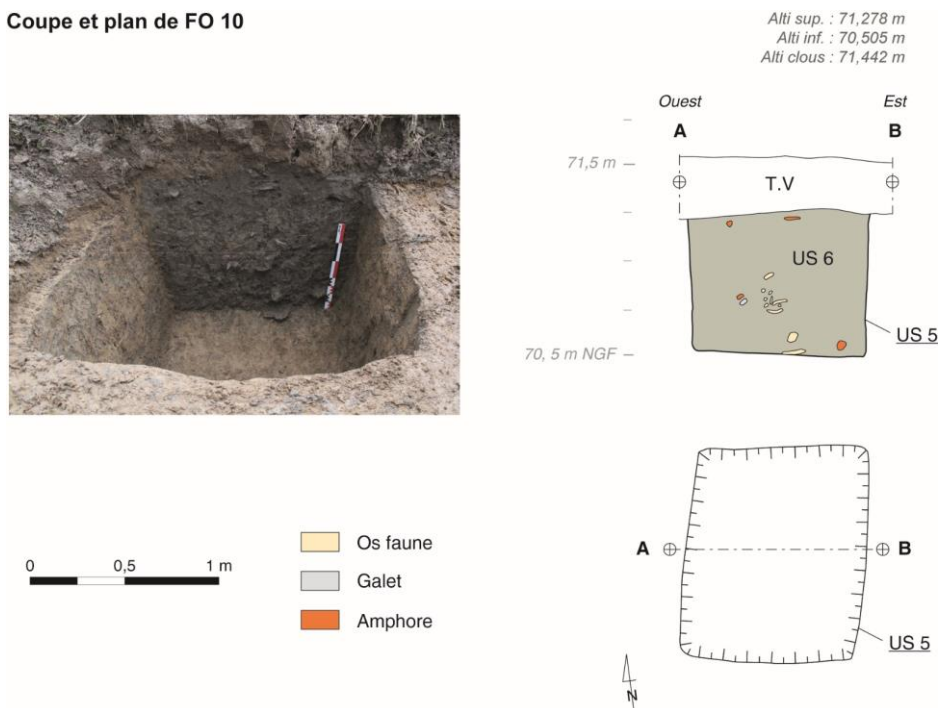 Coupe et plan de FO 10
Alti sup. : 71,278 m
Alti inf. : 70,505 m
Alti clous : 71,442 m
Ouest
Est
A
B
71,5 m
T.V
US 6
US 5
70, 5 m NGF
0
0,5
1 m
Os faune
Galet
Amphore
A
B
US 5
N